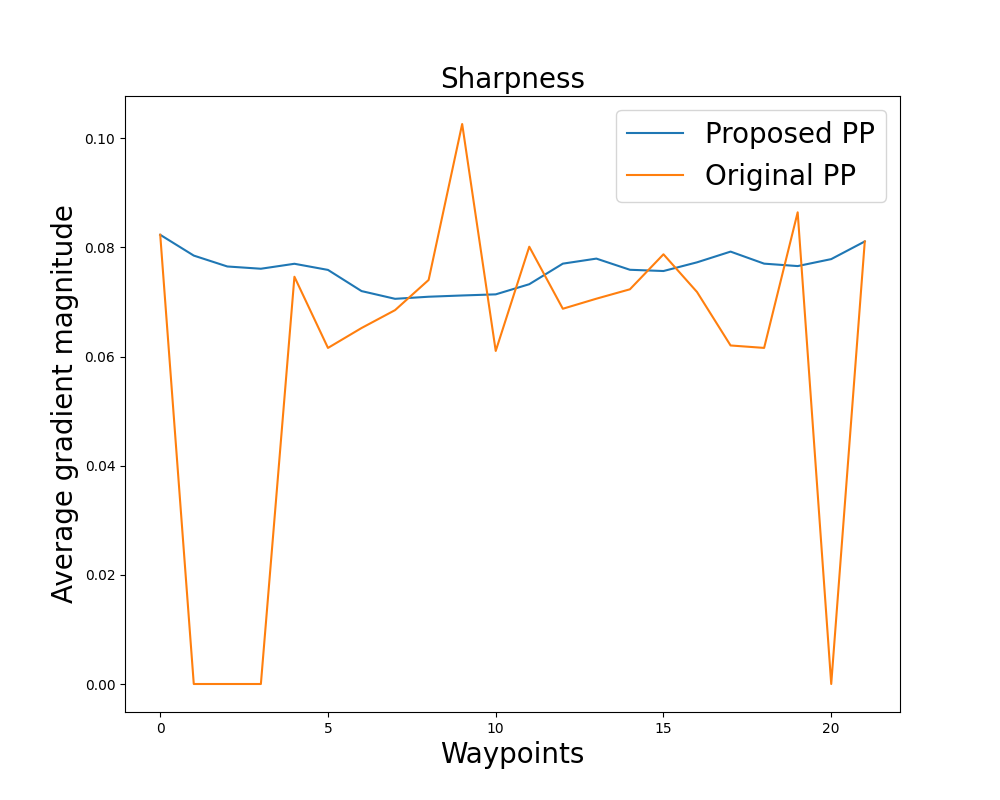 Sharpness
Proposed PP
Original PP
Average gradient magnitude
0.10
0.08
0.06
0.04
0.02
0.00
0
5
10
15
20
Waypoints